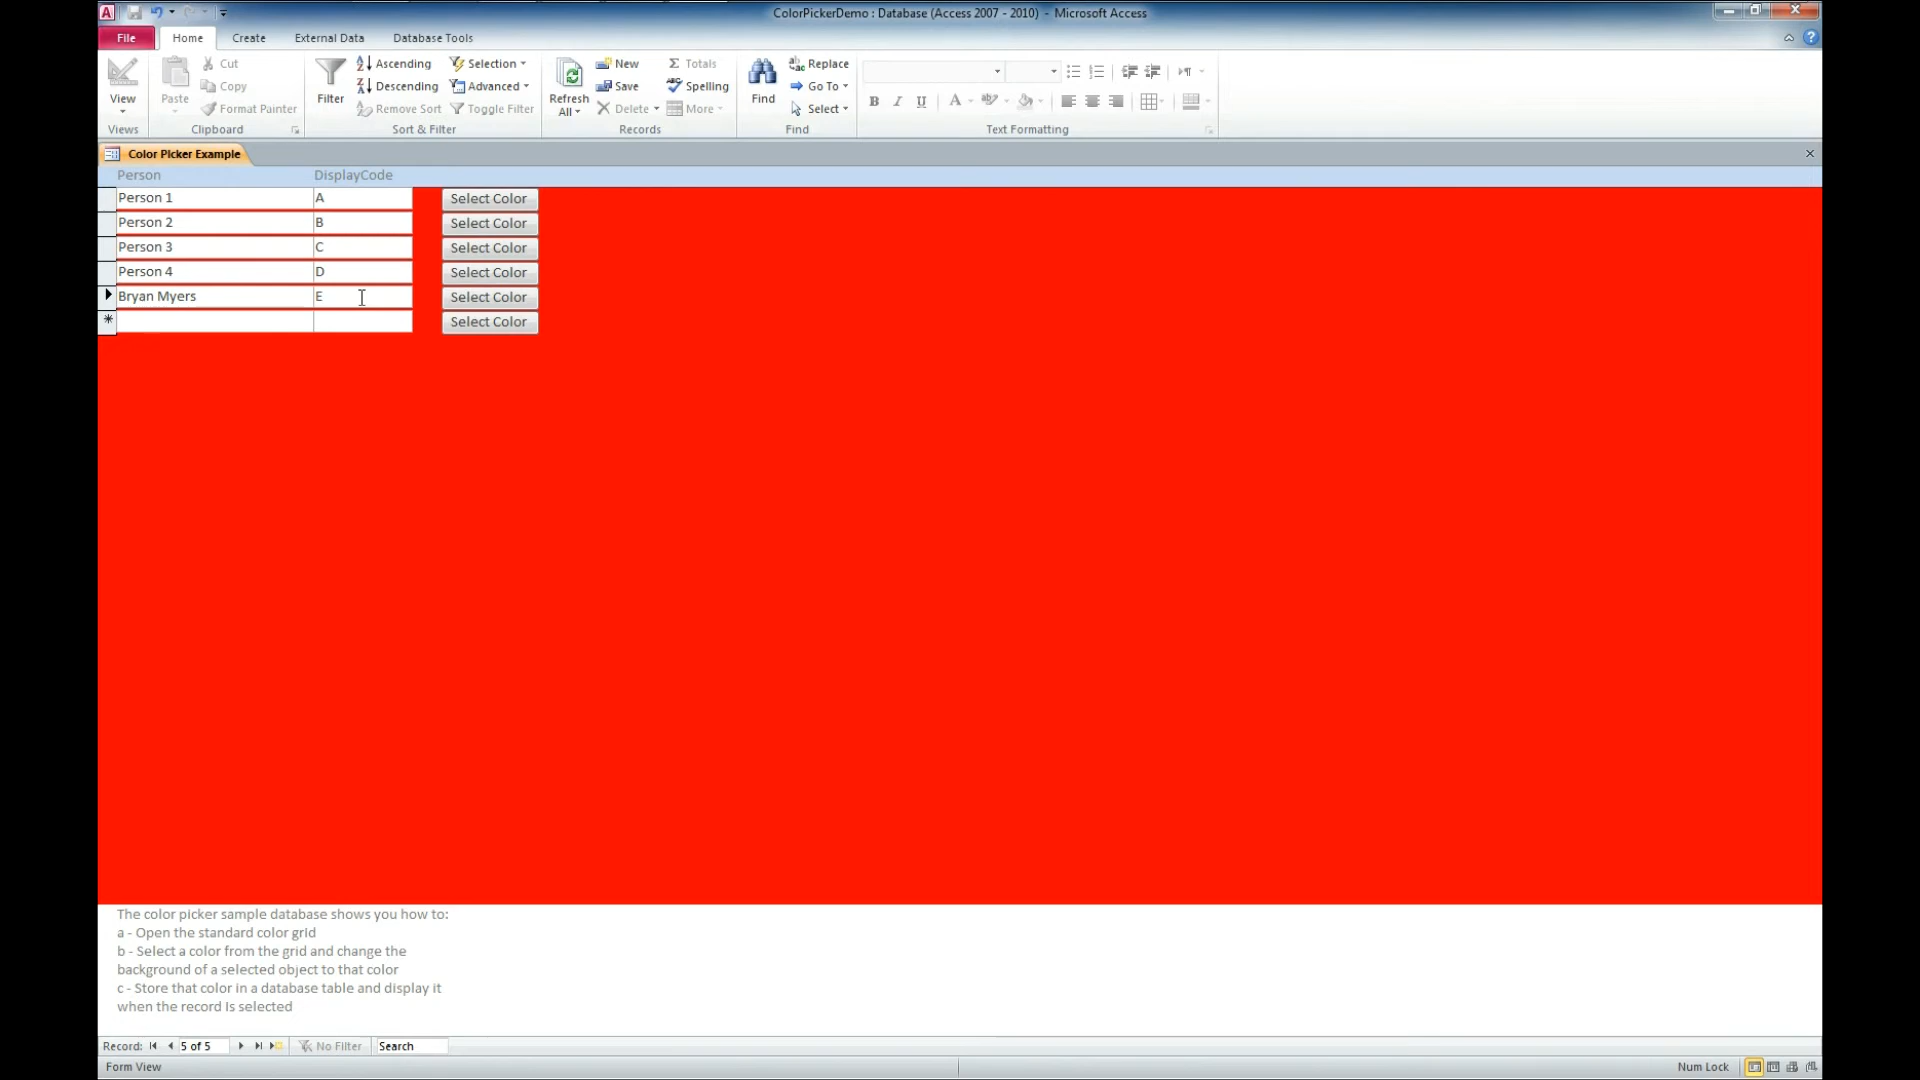 ColorPickerDemo : Database (Access 2007 - 2010) - Microsoft Access
File Home Create External Data Database Tools
View
Views
Paste
Cut
Copy
Format Painter
Clipboard
Filter
Ascending
Descending
Remove Sort
Selection
Advanced
Toggle Filter
Sort & Filter
Refresh
All
New
Save
Delete
Totals
Spelling
More
Records
Find
Replace
Go To
Select
Find
Text Formatting
Color Picker Example
Person DisplayCode
Person 1 A Select Color
Person 2 B Select Color
Person 3 C Select Color
Person 4 D Select Color
Bryan Myers E Select Color
Select Color
The color picker sample database shows you how to:
a - Open the standard color grid
b - Select a color from the grid and change the
background of a selected object to that color
c - Store that color in a database table and display it
when the record is selected
Record: 5 of 5 No Filter Search
Form View Num Lock